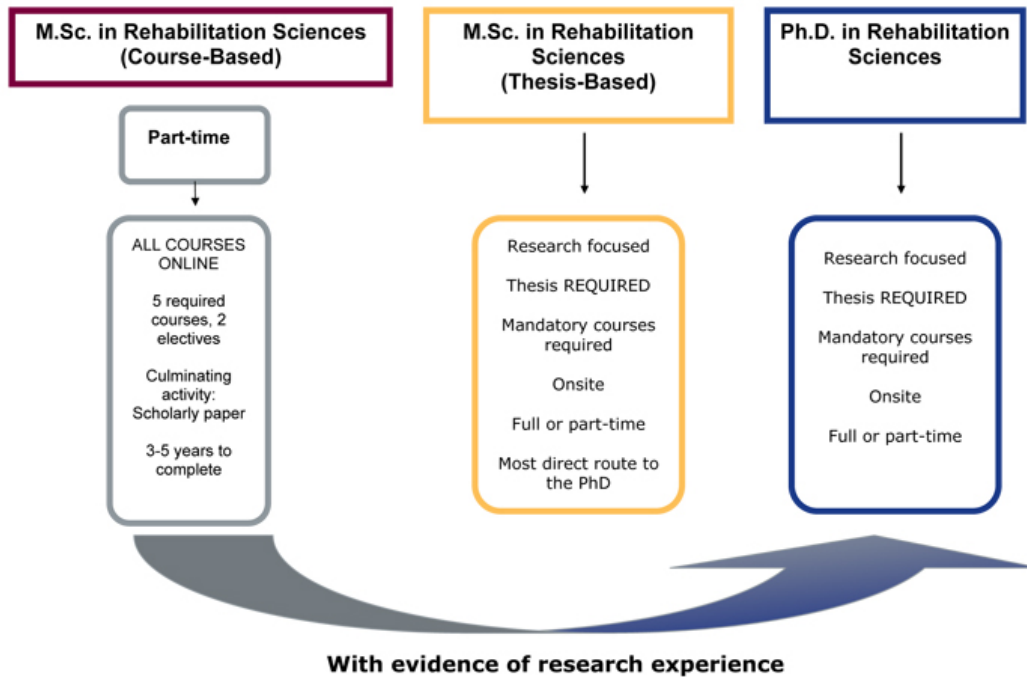 M.Sc. in Rehabilitation Sciences
(Course-Based)
Part-time
ALL COURSES
ONLINE
5 required
courses, 2
electives
Culminating
activity:
Scholarly paper
3-5 years to
complete
M.Sc. in Rehabilitation
Sciences
(Thesis-Based)
Research focused
Thesis REQUIRED
Mandatory courses
required
Onsite
Full or part-time
Most direct route to
the PhD
Ph.D. in Rehabilitation
Sciences
Research focused
Thesis REQUIRED
Mandatory courses
required
Onsite
Full or part-time
With evidence of research experience